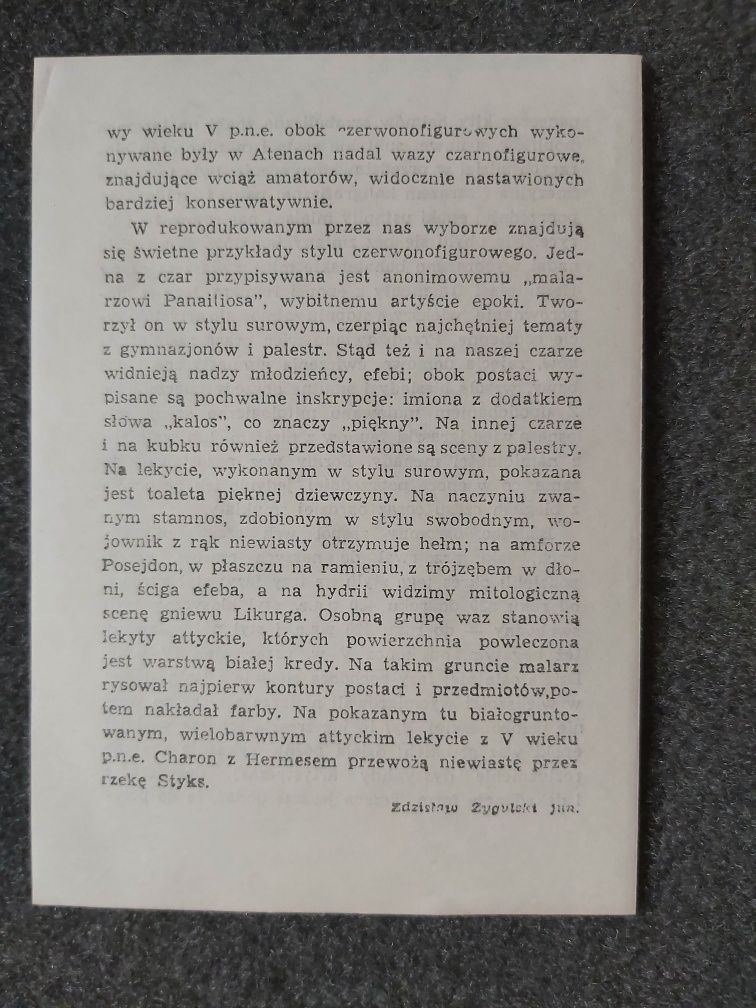 wy wieku V p.n.e. obok czerwonofigurowych wyko-
nywane były w Atenach nadal wazy czarnofigurowe,
znajdujące wciąż amatorów, widocznie nastawionych
bardziej konserwatywnie.
W reprodukowanym przez nas wyborze znajdują
się świetne przykłady stylu czerwonofigurowego. Jed-
na z czar przypisywana jest anonimowemu „mala-
rzowi Panaitiosa”, wybitnemu artyście epoki. Two-
rzył on w stylu surowym, czerpiąc najchętniej tematy
z gymnazjonów i palestr. Stąd też i na naszej czarze
widnieją nadzy młodzieńcy, efebi; obok postaci wy-
pisane są pochwalne inskrypcje: imiona z dodatkiem
słowa „kalos”, co znaczy „piękny”. Na innej czarze
i na kubku również przedstawione są sceny z palestry.
Na lekycie, wykonanym w stylu surowym, pokazana
jest toaleta pięknej dziewczyny. Na naczyniu zwa-
nym stamnos, zdobionym w stylu swobodnym, wo-
jownik z rąk niewiasty otrzymuje hełm; na amforze
Posejdon, w płaszczu na ramieniu, z trójzębem w dło-
ni, ściga efeba, a na hydrii widzimy mitologiczną
scenę gniewu Likurga. Osobną grupę waz stanowią
lekyty attyckie, których powierzchnia powleczona
jest warstwą białej kredy. Na takim gruncie malarz
rysował najpierw kontury postaci i przedmiotów,po-
tem nakładał farby. Na pokazanym tu białogrunto-
wanym, wielobarwnym attyckim lekycie z V wieku
p.n.e. Charon z Hermesem przewożą niewiastę przez
rzekę Styks.
Zdzisław Żygulski jun.